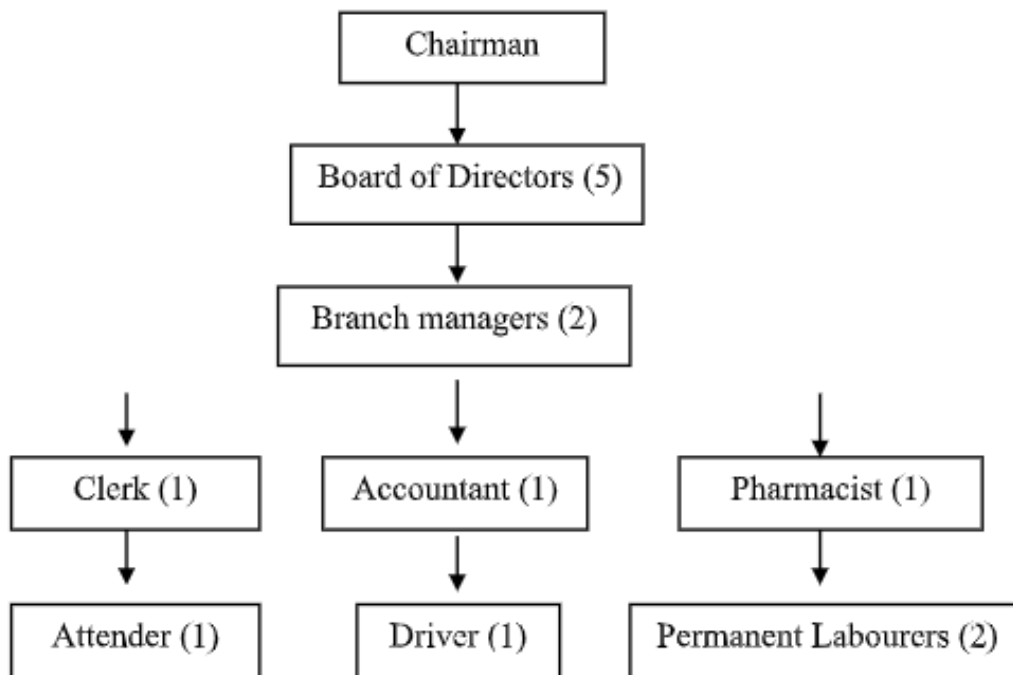 Chairman
Board of Directors (5)
Branch managers (2)
Clerk (1)
Accountant (1)
Pharmacist (1)
Attender (1)
Driver (1)
Permanent Labourers (2)